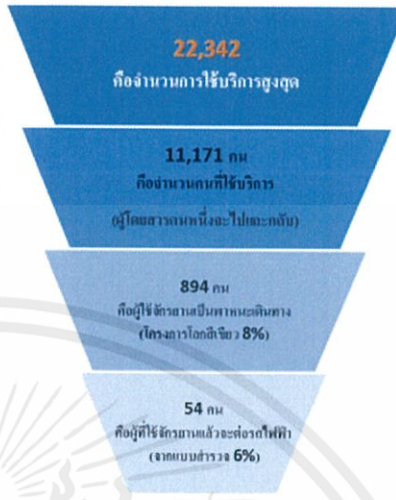 22,342
คือจำนวนการใช้บริการสูงสุด
11,171 คน
คือจำนวนคนที่ใช้บริการ
(ผู้โดยสารคนหนึ่งจะไปและกลับ)
894 คน
คือผู้ใช้จักรยานเป็นพาหนะเดินทาง
(โครงการโลกสีเขียว 8%)
54 คน
คือผู้ที่ใช้จักรยานแล้วจะต่อรถไฟฟ้า
(จากแบบสำรวจ 6%)